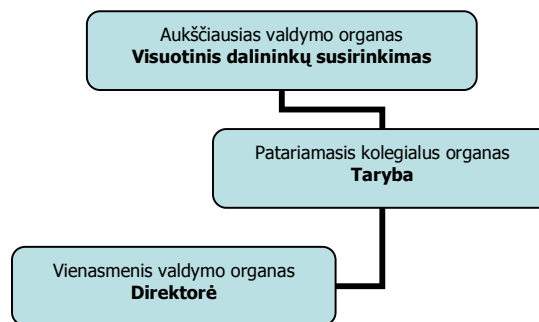 Aukščiausias valdymo organas
Visuotinis dalininkų susirinkimas
Patariamasis kolegialus organas
Taryba
Vienasmenis valdymo organas
Direktorė